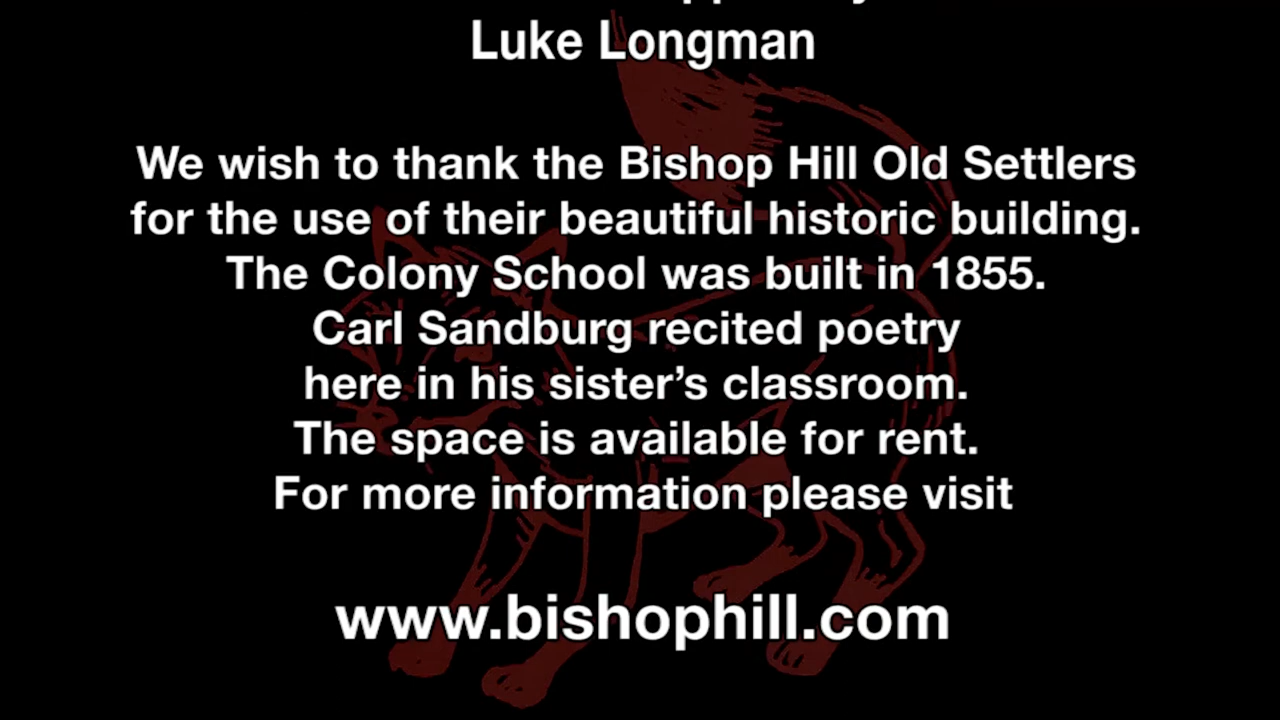 Luke Longman
We wish to thank the Bishop Hill Old Settlers
for the use of their beautiful historic building.
The Colony School was built in 1855.
Carl Sandburg recited poetry
here in his sister’s classroom.
The space is available for rent.
For more information please visit
www.bishophill.com